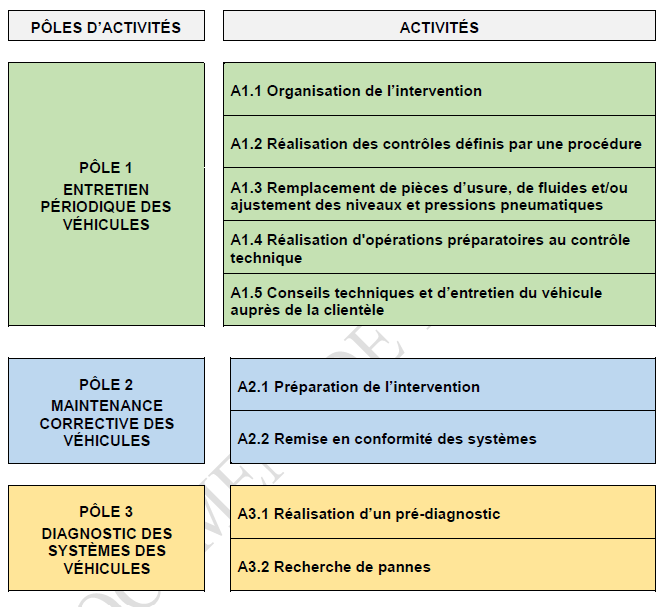 PÔLES D’ACTIVITÉS
ACTIVITÉS
PÔLE 1
ENTRETIEN
PÉRIODIQUE DES
VÉHICULES
A1.1 Organisation de l’intervention
A1.2 Réalisation des contrôles définis par une procédure
A1.3 Remplacement de pièces d’usure, de fluides et/ou
ajustement des niveaux et pressions pneumatiques
A1.4 Réalisation d'opérations préparatoires au contrôle
technique
A1.5 Conseils techniques et d’entretien du véhicule
auprès de la clientèle
PÔLE 2
MAINTENANCE
CORRECTIVE DES
VÉHICULES
A2.1 Préparation de l’intervention
A2.2 Remise en conformité des systèmes
PÔLE 3
DIAGNOSTIC DES
SYSTÈMES DES
VÉHICULES
A3.1 Réalisation d’un pré-diagnostic
A3.2 Recherche de pannes